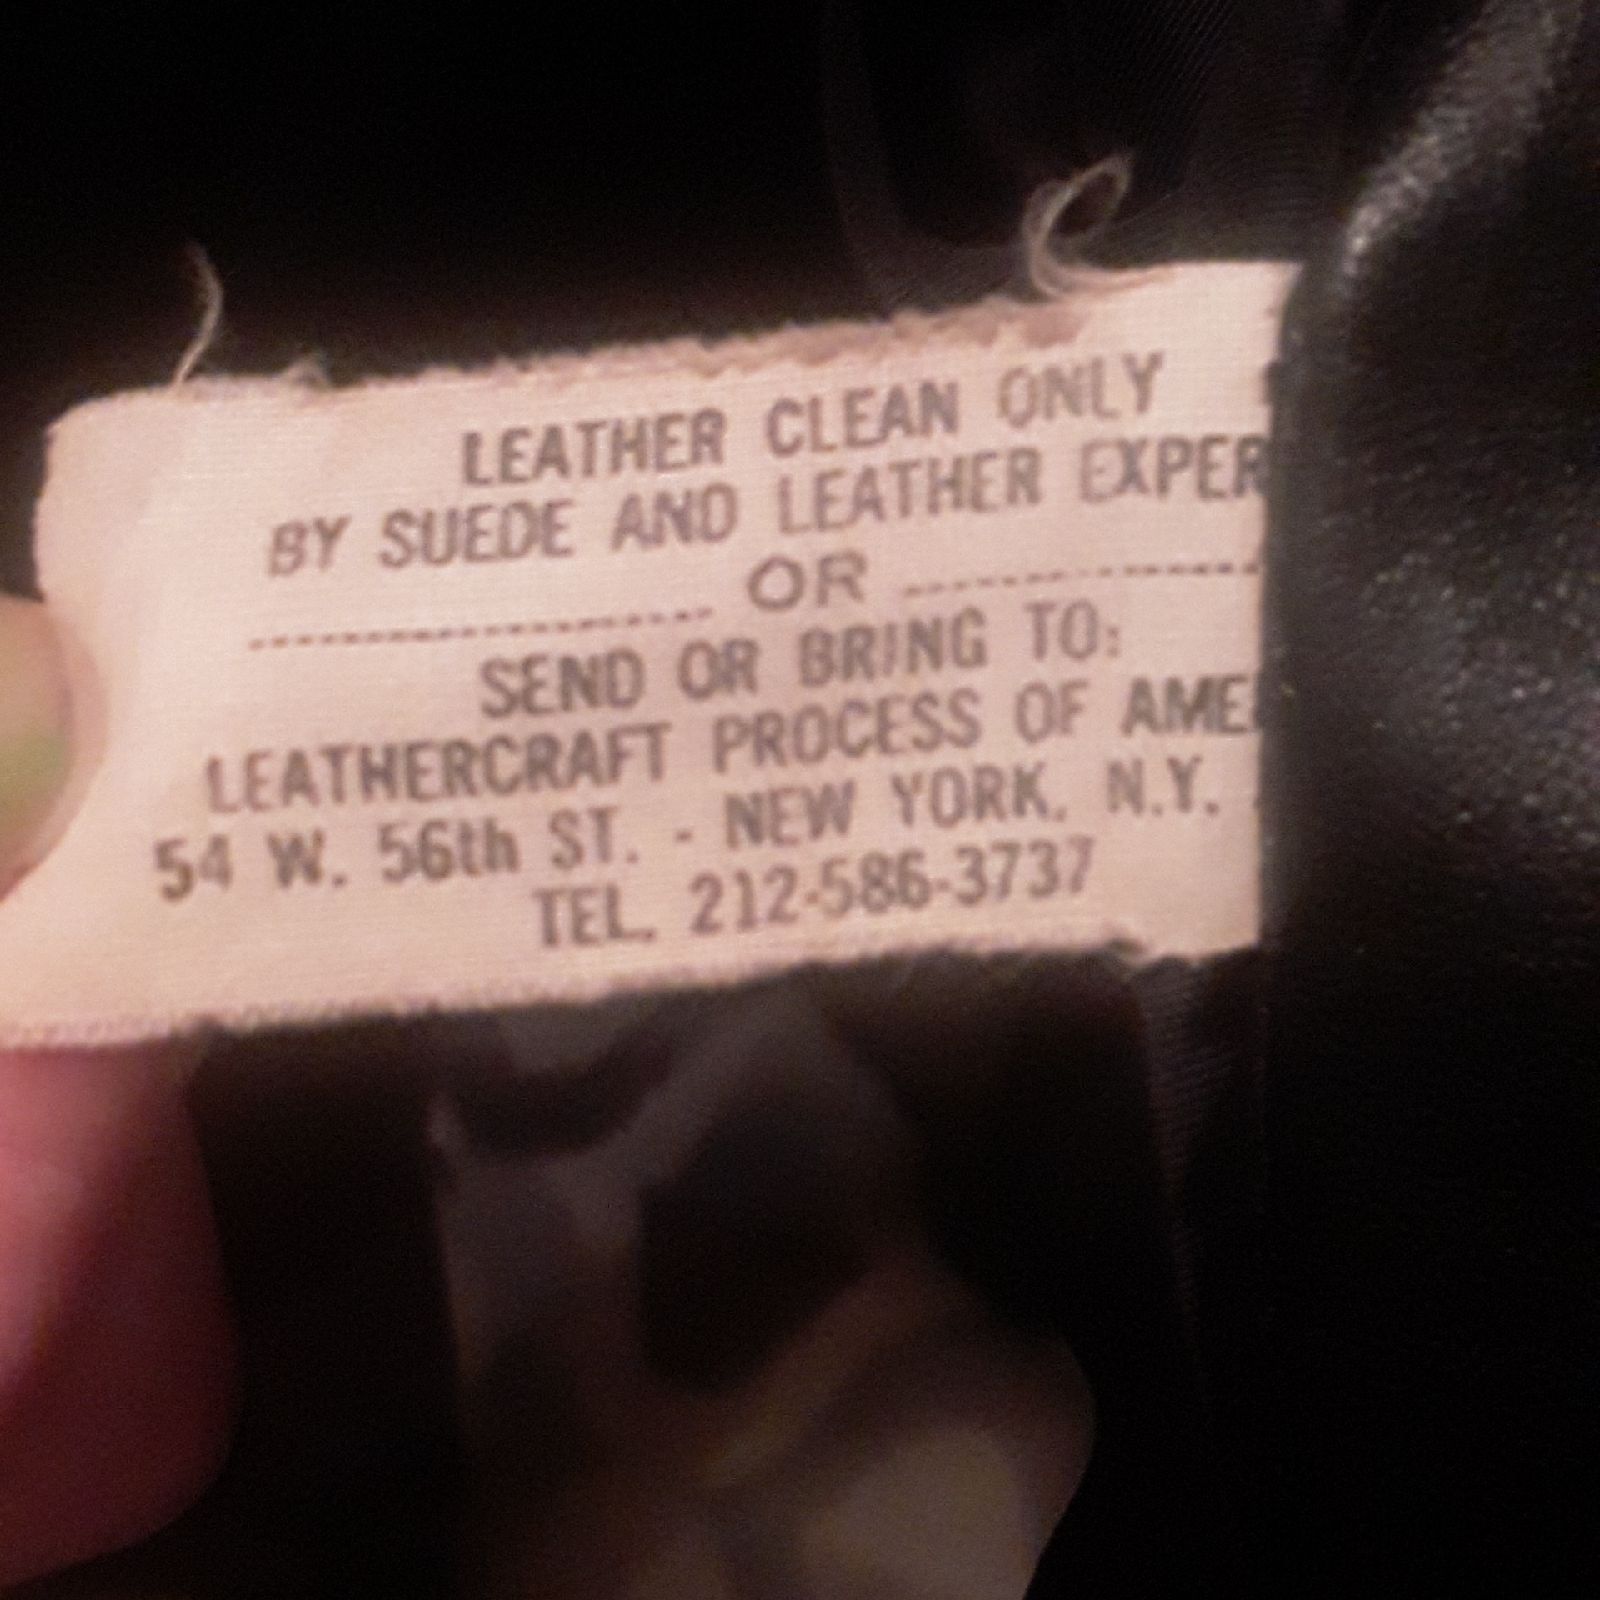 LEATHER CLEAN ONLY
BY SUEDE AND LEATHER EXPER
OR
SEND OR BRING TO:
LEATHERCRAFT PROCESS OF AME
54 W. 56th ST. - NEW YORK, N.Y.
TEL. 212-586-3737